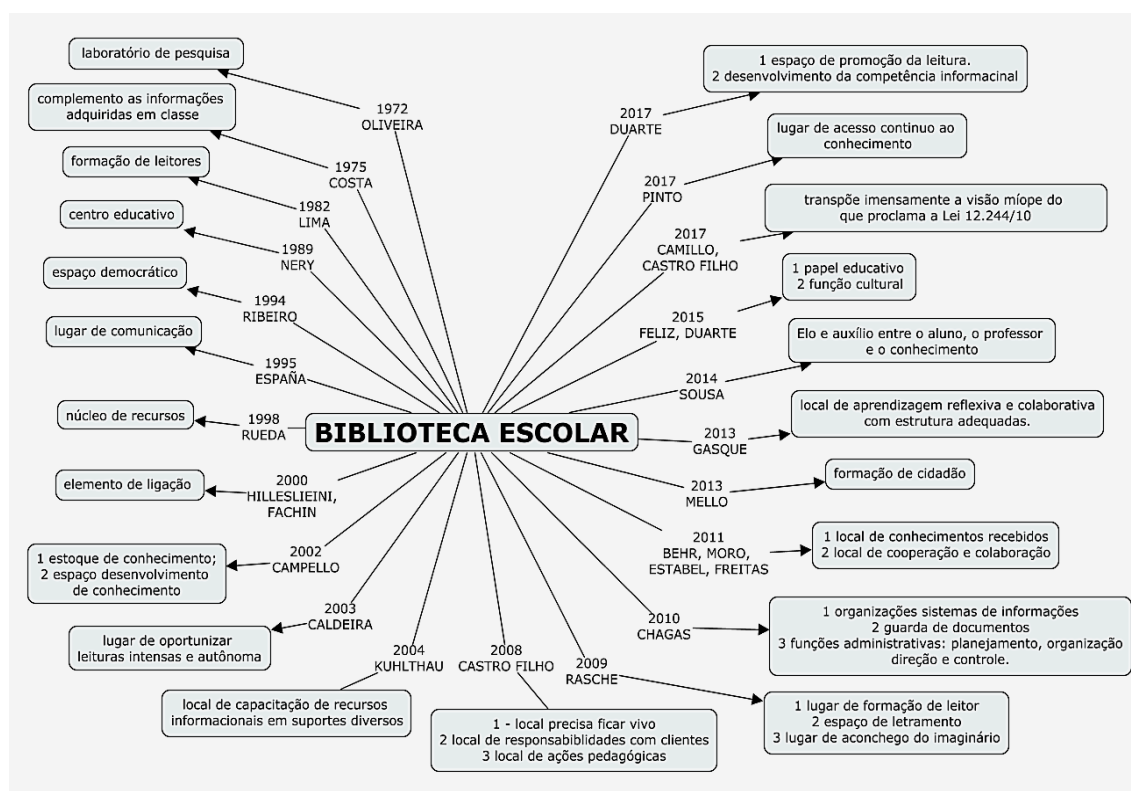 laboratório de pesquisa
1972
OLIVEIRA
complemento as informações
adquiridas em classe
1975
COSTA
formação de leitores
1982
LIMA
centro educativo
1989
NERY
espaço democrático
1994
RIBEIRO
lugar de comunicação
1995
ESPAÑA
núcleo de recursos
1998
RUEDA
BIBLIOTECA ESCOLAR
elemento de ligação
2000
HILLESLIEINI,
FACHIN
1 estoque de conhecimento;
2 espaço desenvolvimento
de conhecimento
2002
CAMPELLO
lugar de oportunizar
leituras intensas e autônoma
2003
CALDEIRA
2004
KUHLTHAU
local de capacitação de recursos
informacionais em suportes diversos
2008
CASTRO FILHO
1 - local precisa ficar vivo
2 local de responsabiblidades com clientes
3 local de ações pedagógicas
2009
RASCHE
1 lugar de formação de leitor
2 espaço de letramento
3 lugar de aconchego do imaginário
2010
CHAGAS
1 organizações sistemas de informações
2 guarda de documentos
3 funções administrativas: planejamento, organização
direção e controle.
2011
BEHR, MORO,
ESTABEL, FREITAS
1 local de conhecimentos recebidos
2 local de cooperação e colaboração
2013
MELLO
formação de cidadão
2013
GASQUE
local de aprendizagem reflexiva e colaborativa
com estrutura adequadas.
2014
SOUSA
Elo e auxílio entre o aluno, o professor
e o conhecimento
2015
FELIZ, DUARTE
1 papel educativo
2 função cultural
2017
CAMILLO,
CASTRO FILHO
transpõe imensamente a visão míope do
que proclama a Lei 12.244/10
2017
PINTO
lugar de acesso continuo ao
conhecimento
2017
DUARTE
1 espaço de promoção da leitura.
2 desenvolvimento da competência informacinal